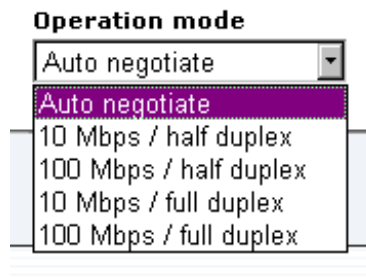 Operation mode
Auto negotiate
Auto negotiate
10 Mbps / half duplex
100 Mbps / half duplex
10 Mbps / full duplex
100 Mbps / full duplex